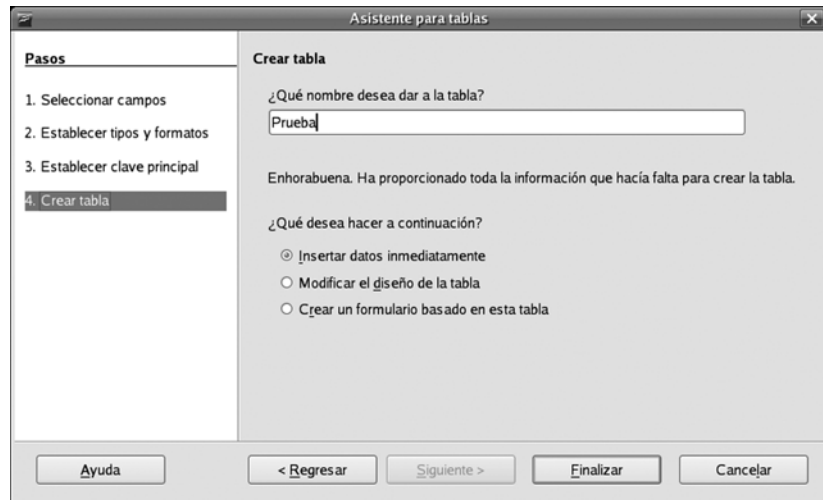 Asistente para tablas
Pasos
1. Seleccionar campos
2. Establecer tipos y formatos
3. Establecer clave principal
4. Crear tabla
Crear tabla
¿Qué nombre desea dar a la tabla?
Prueba
Enhorabuena. Ha proporcionado toda la información que hacía falta para crear la tabla.
¿Qué desea hacer a continuación?
Insertar datos inmediatamente
Modificar el diseño de la tabla
Crear un formulario basado en esta tabla
Ayuda
< Regresar
Siguiente >
Finalizar
Cancelar